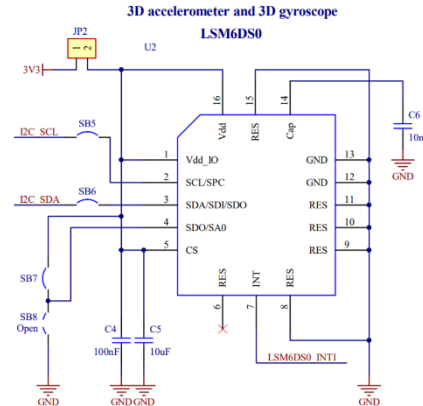 3D accelerometer and 3D gyroscope
LSM6DS0
JP2
U2
3V3
1
2
16
15
14
Vdd
RES
Cap
C6
GND
I2C_SCL
SB5
I2C_SDA
SB6
1
Vdd_IO
2
SCL/SPC
3
SDA/SDI/SDO
4
SDO/SA0
5
CS
GND
13
GND
12
RES
11
RES
10
RES
9
RES
INT
RES
6
7
8
SB7
SB8
Open
C4
100nF
C5
10uF
LSM6DS0_INT1
GND
GND
GND
GND